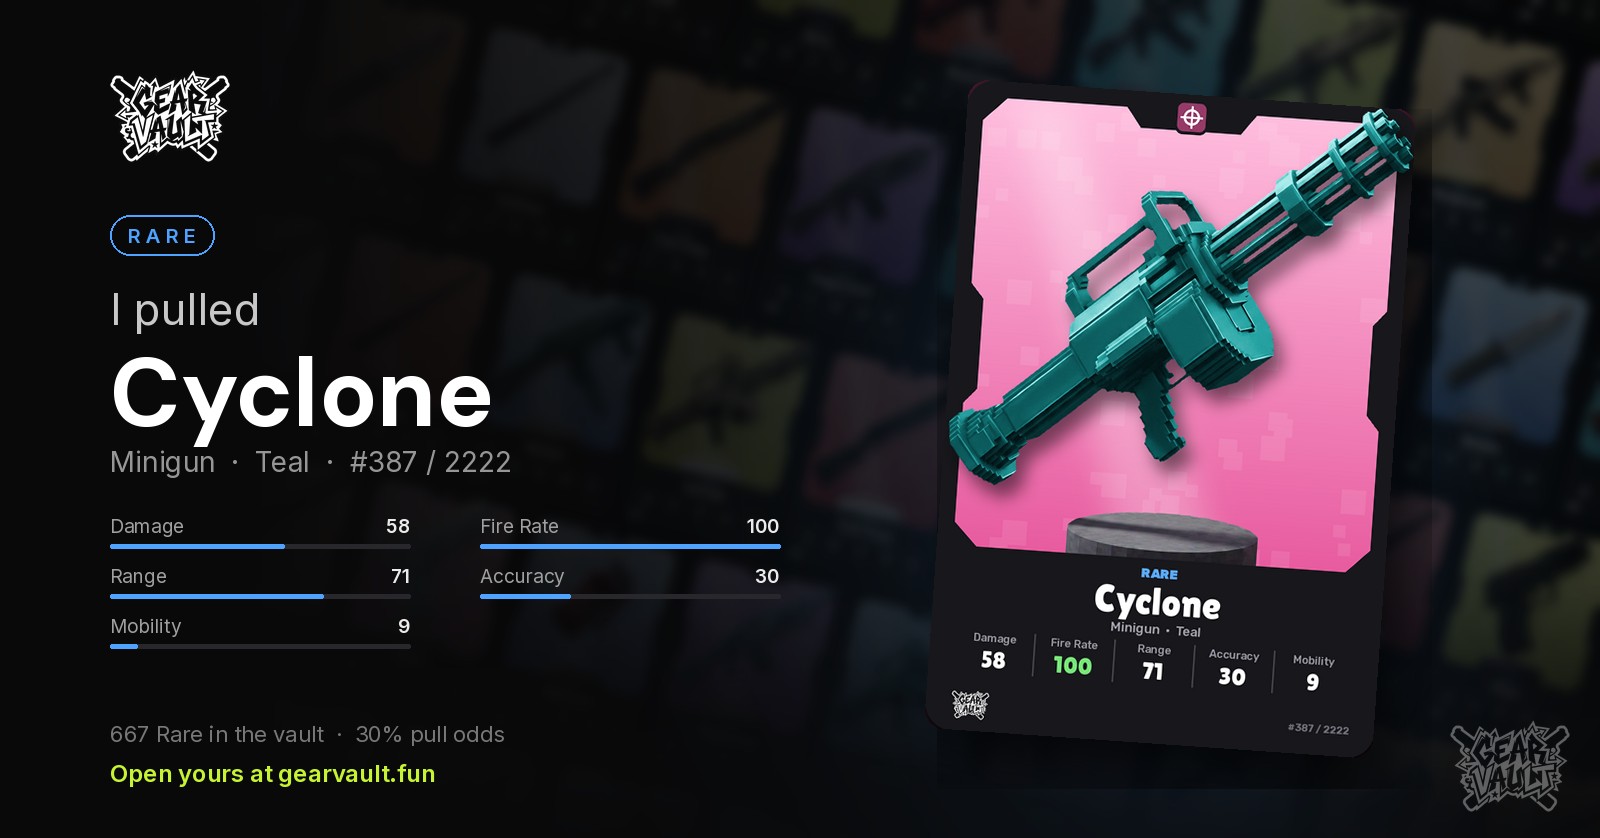 GEAR
VAULT
RARE
I pulled
Cyclone
Minigun · Teal · #387 / 2222
Damage 58
Fire Rate 100
Range 71
Accuracy 30
Mobility 9
667 Rare in the vault · 30% pull odds
Open yours at gearvault.fun
RARE
Cyclone
Minigun · Teal
Damage Fire Rate Range Accuracy Mobility
58 100 71 30 9
GEAR
VAULT
#387 / 2222
GEAR
VAULT